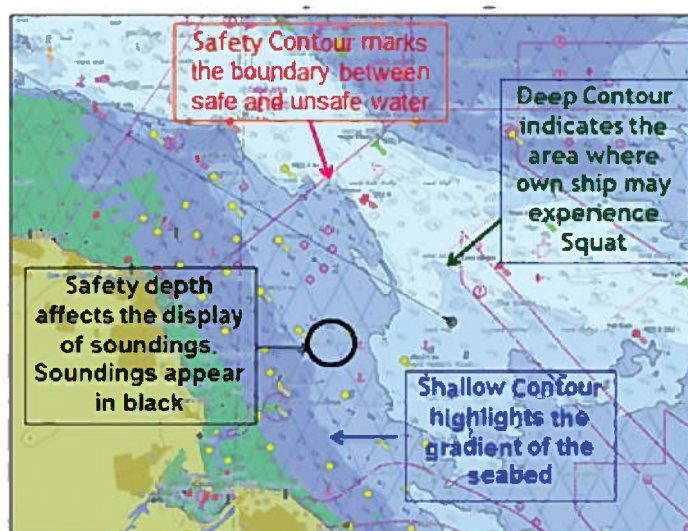 Safety Contour marks
the boundary between
safe and unsafe water
Deep Contour
indicates the
area where
own ship may
experience
Squat
Safety depth
affects the display
of soundings.
Soundings appear
in black
Shallow Contour
highlights the
gradient of the
seabed